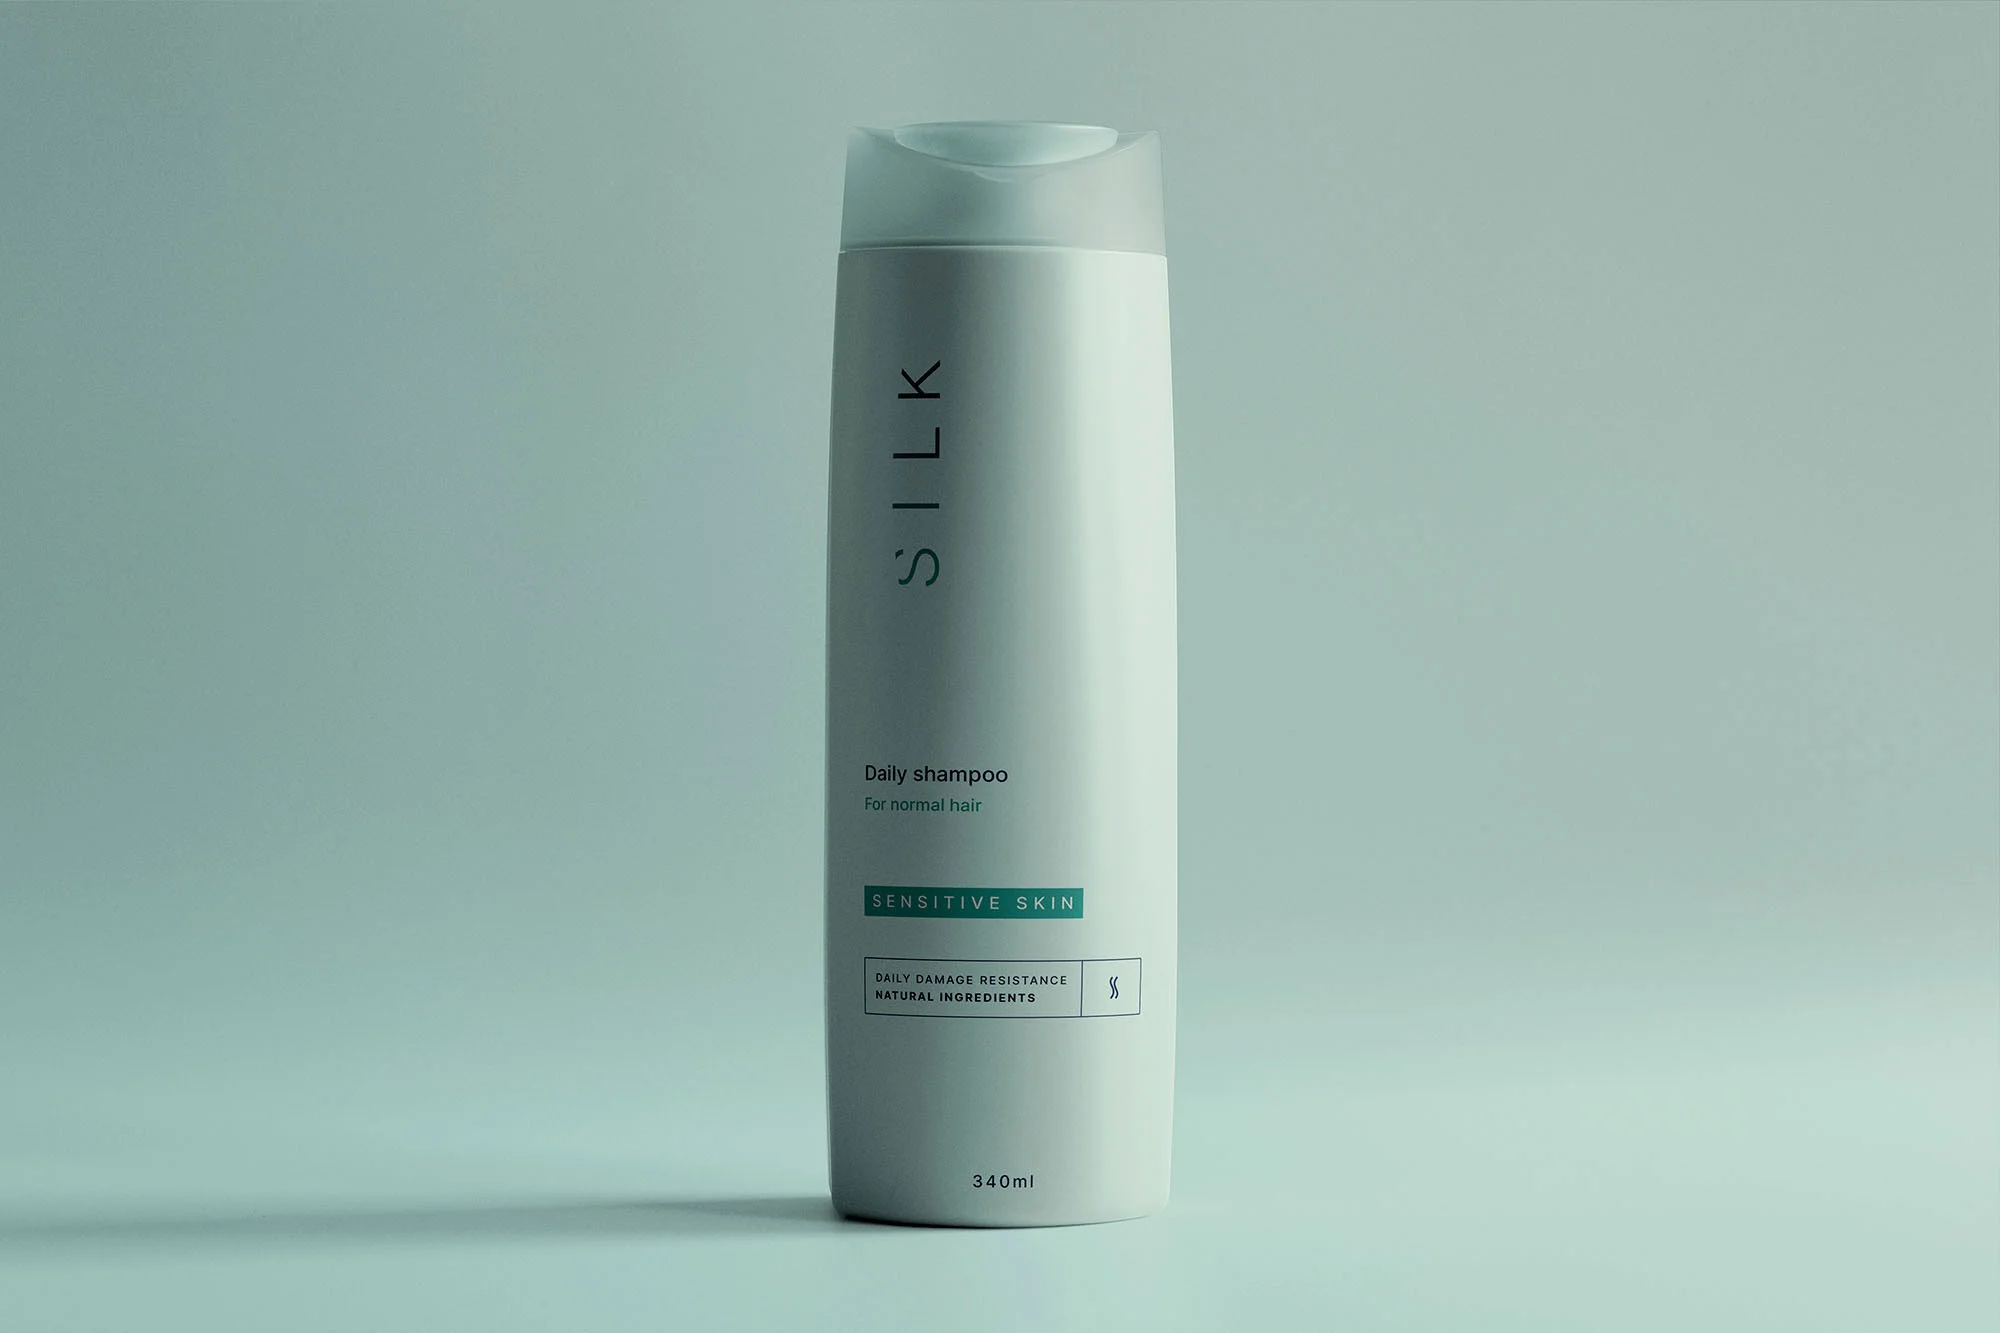 SILK
Daily shampoo
For normal hair
SENSITIVE SKIN
DAILY DAMAGE RESISTANCE
NATURAL INGREDIENTS
340ml